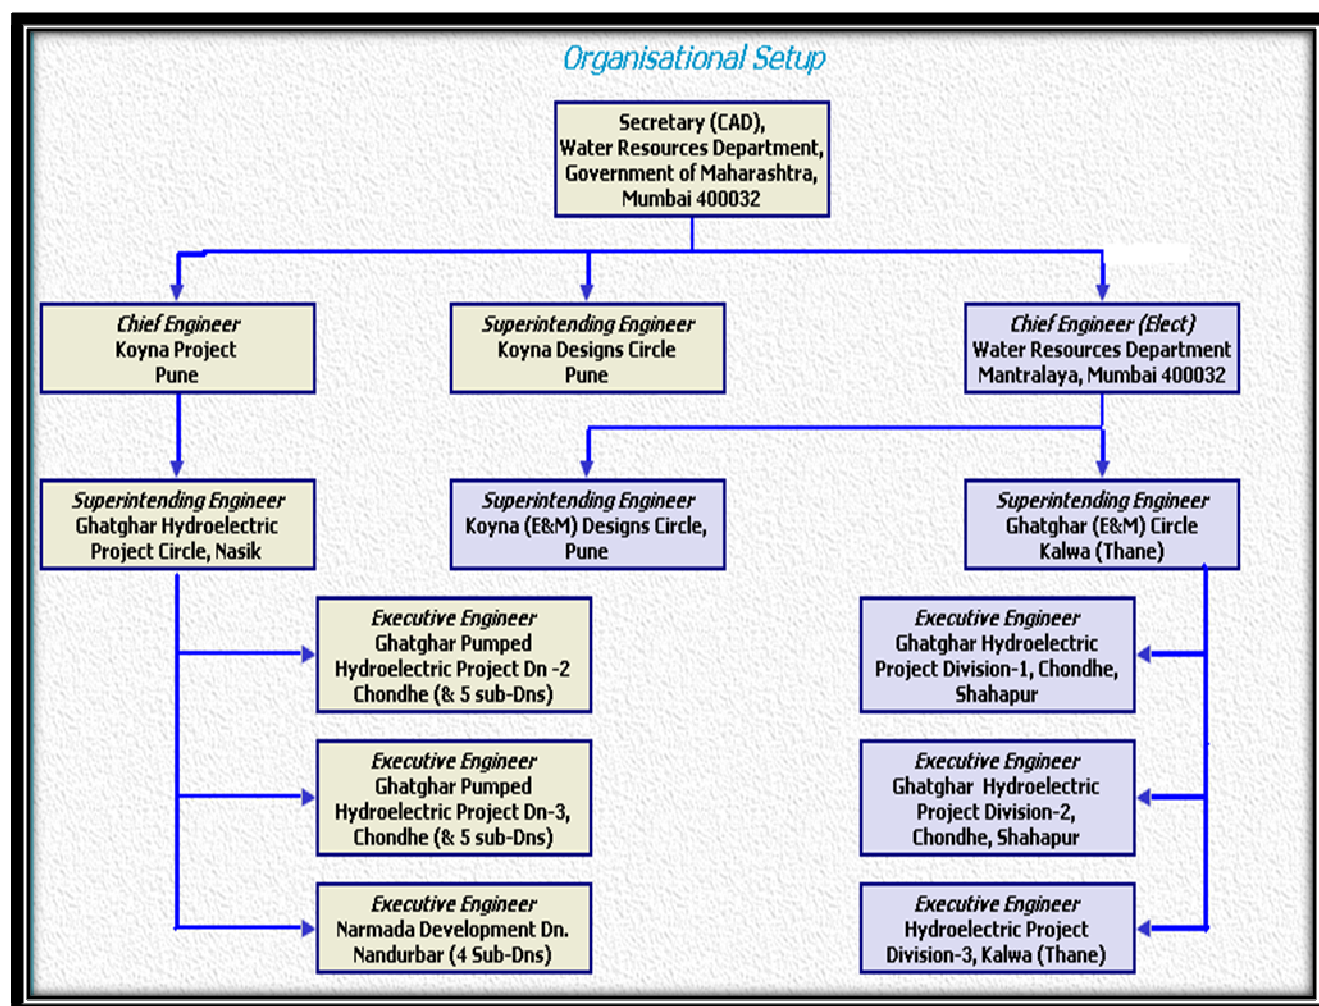 Organisational Setup
Secretary (CAD),
Water Resources Department,
Government of Maharashtra,
Mumbai 400032
Chief Engineer
Koyna Project
Pune
Superintending Engineer
Koyna Designs Circle
Pune
Chief Engineer (Elect)
Water Resources Department
Mantralaya, Mumbai 400032
Superintending Engineer
Ghatghar Hydroelectric
Project Circle, Nasik
Superintending Engineer
Koyna (E&M) Designs Circle,
Pune
Superintending Engineer
Ghatghar (E&M) Circle
Kalwa (Thane)
Executive Engineer
Ghatghar Pumped
Hydroelectric Project Dn -2
Chondhe (& 5 sub-Dns)
Executive Engineer
Ghatghar Hydroelectric
Project Division-1, Chondhe,
Shahapur
Executive Engineer
Ghatghar Pumped
Hydroelectric Project Dn-3,
Chondhe (& 5 sub-Dns)
Executive Engineer
Ghatghar Hydroelectric
Project Division-2,
Chondhe, Shahapur
Executive Engineer
Narmada Development Dn.
Nandurbar (4 Sub-Dns)
Executive Engineer
Hydroelectric Project
Division-3, Kalwa (Thane)